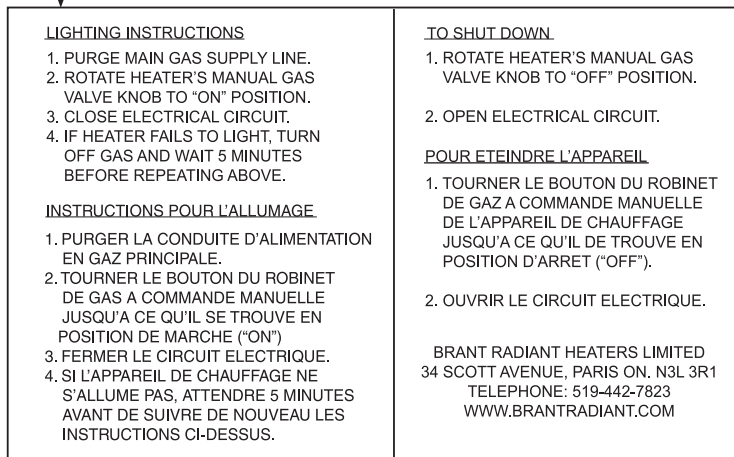 LIGHTING INSTRUCTIONS
1. PURGE MAIN GAS SUPPLY LINE.
2. ROTATE HEATER'S MANUAL GAS
VALVE KNOB TO “ON” POSITION.
3. CLOSE ELECTRICAL CIRCUIT.
4. IF HEATER FAILS TO LIGHT, TURN
OFF GAS AND WAIT 5 MINUTES
BEFORE REPEATING ABOVE.
INSTRUCTIONS POUR L'ALLUMAGE
1. PURGER LA CONDUITE D'ALIMENTATION
EN GAZ PRINCIPALE.
2. TOURNER LE BOUTON DU ROBINET
DE GAS A COMMANDE MANUELLE
JUSQU'A CE QU'IL SE TROUVE EN
POSITION DE MARCHE (“ON”)
3. FERMER LE CIRCUIT ELECTRIQUE.
4. SI L'APPAREIL DE CHAUFFAGE NE
S'ALLUME PAS, ATTENDRE 5 MINUTES
AVANT DE SUIVRE DE NOUVEAU LES
INSTRUCTIONS CI-DESSUS.
TO SHUT DOWN
1. ROTATE HEATER'S MANUAL GAS
VALVE KNOB TO “OFF” POSITION.
2. OPEN ELECTRICAL CIRCUIT.
POUR ETEINDRE L'APPAREIL
1. TOURNER LE BOUTON DU ROBINET
DE GAZ A COMMANDE MANUELLE
DE L'APPAREIL DE CHAUFFAGE
JUSQU'A CE QU'IL DE TROUVE EN
POSITION D'ARRET (“OFF”).
2. OUVRIR LE CIRCUIT ELECTRIQUE.
BRANT RADIANT HEATERS LIMITED
34 SCOTT AVENUE, PARIS ON. N3L 3R1
TELEPHONE: 519-442-7823
WWW.BRANTRADIANT.COM